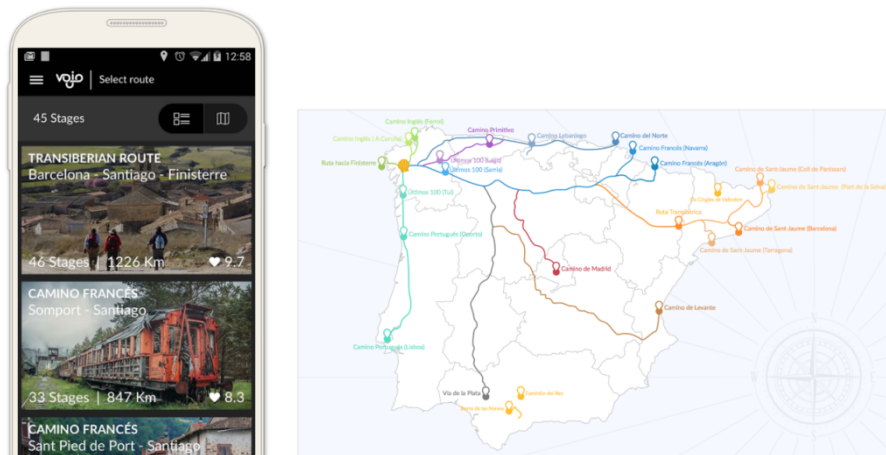 12:58
vojo
Select route
45 Stages
TRANSIBERIAN ROUTE
Barcelona - Santiago - Finisterre
46 Stages | 1226 Km
9.7
CAMINO FRANCÉS
Somport - Santiago
33 Stages | 847 Km
8.3
CAMINO FRANCÉS
Sant Pied de Port - Santiago
Camino Inglés (Ferrol)
Camino Inglés ( A Coruña)
Ruta hacia Finisterre
Camino Primitivo
Camino Lebaniego
Camino del Norte
Camino Francés (Navarra)
Camino Francés (Aragón)
Últimos 100 (Lugo)
Últimos 100 (Sarria)
Últimos 100 (Tui)
Camino Portugués (Oporto)
Camino Portugués (Lisboa)
Camino de Sant Jaume (Coll de Panissars)
Camino de Sant Jaume (Port de la Selva)
Ruta Transibérica
Camino de Sant Jaume (Barcelona)
Camino de Sant Jaume (Tarragona)
Camino de Madrid
Camino de Levante
Vía de la Plata
Caminito del Rey